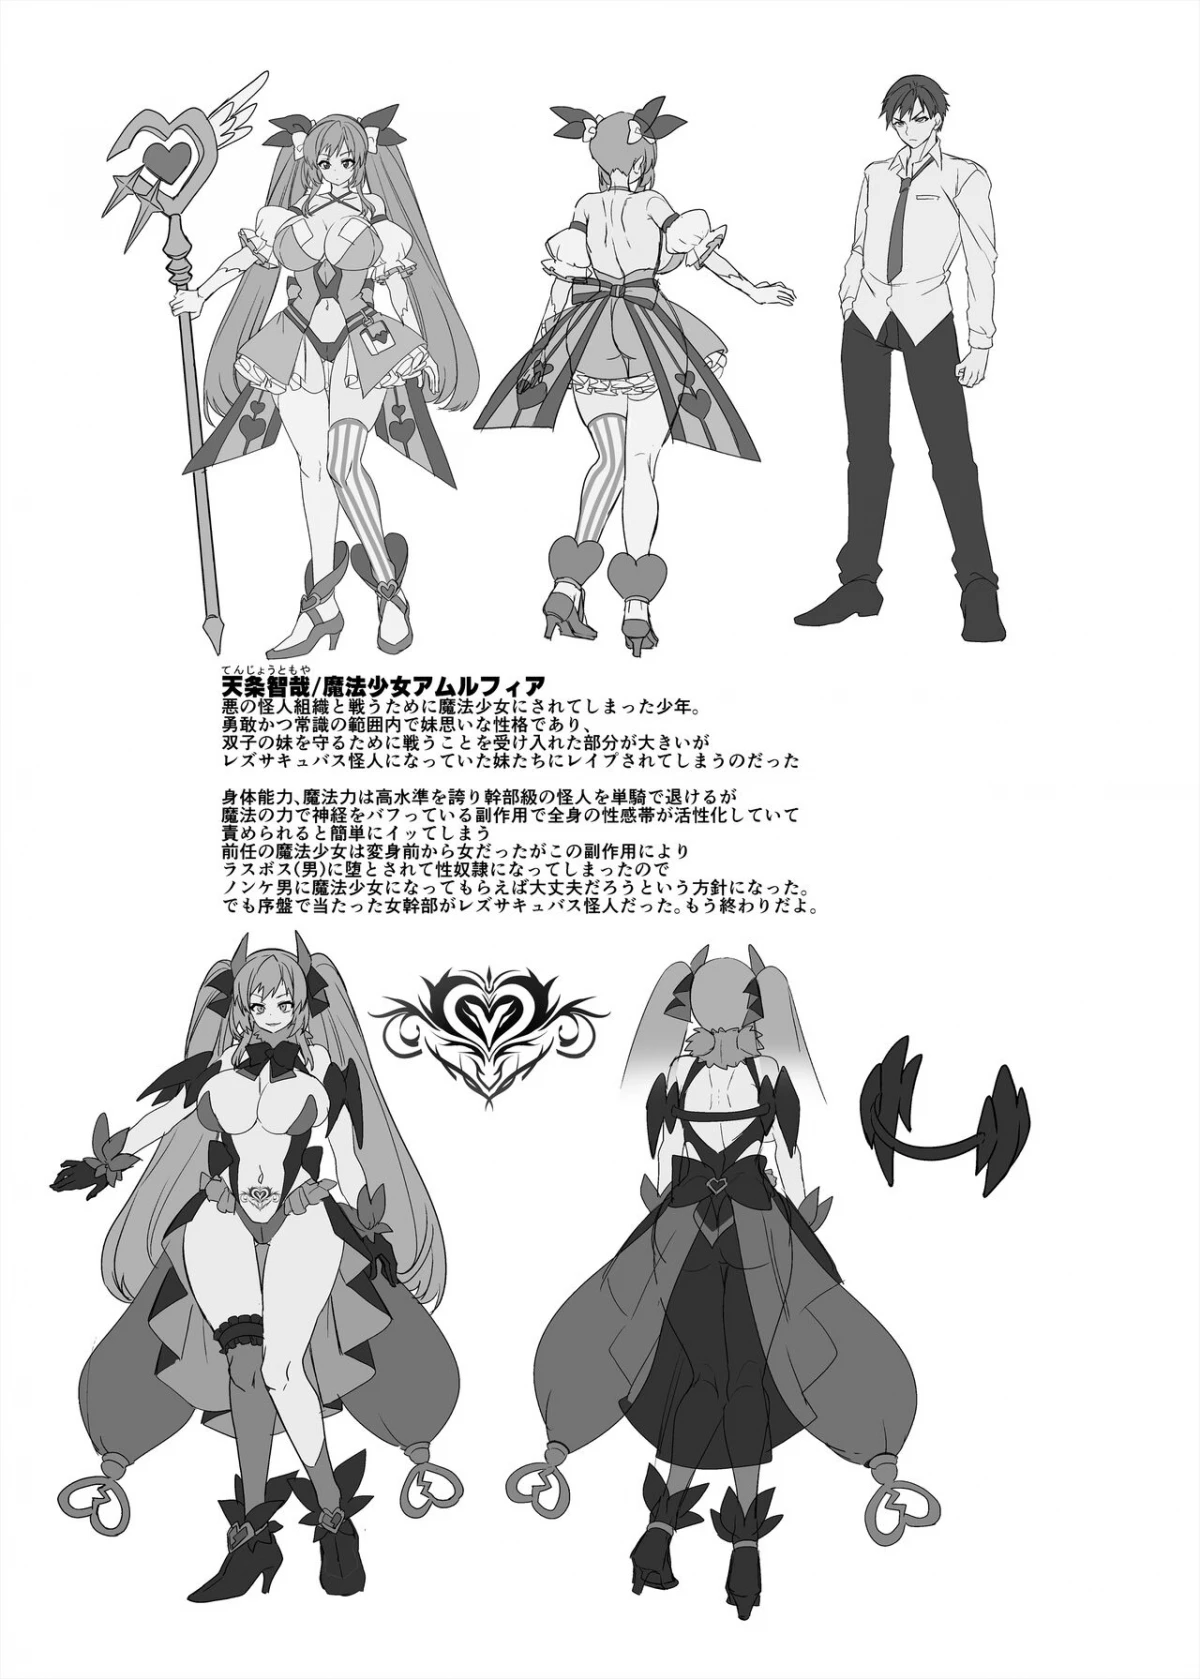 てんじょうともや
天条智哉/魔法少女アムルフィア
悪の怪人組織と戦うために魔法少女にされてしまった少年。
勇敢かつ常識の範囲内で妹思いな性格であり、
双子の妹を守るために戦うことを受け入れた部分が大きいが
レズサキュバス怪人になっていた妹たちにレイプされてしまうのだった
身体能力、魔法力は高水準を誇り幹部級の怪人を単騎で退けるが
魔法の力で神経をバフっている副作用で全身の性感帯が活性化していて
責められると簡単にイッてしまう
前任の魔法少女は変身前から女だったがこの副作用により
ラスボス(男)に堕とされて性奴隷になってしまったので
ノンケ男に魔法少女になってもらえば大丈夫だろうという方針になった。
でも序盤で当たった女幹部がレズサキュバス怪人だった。もう終わりだよ。